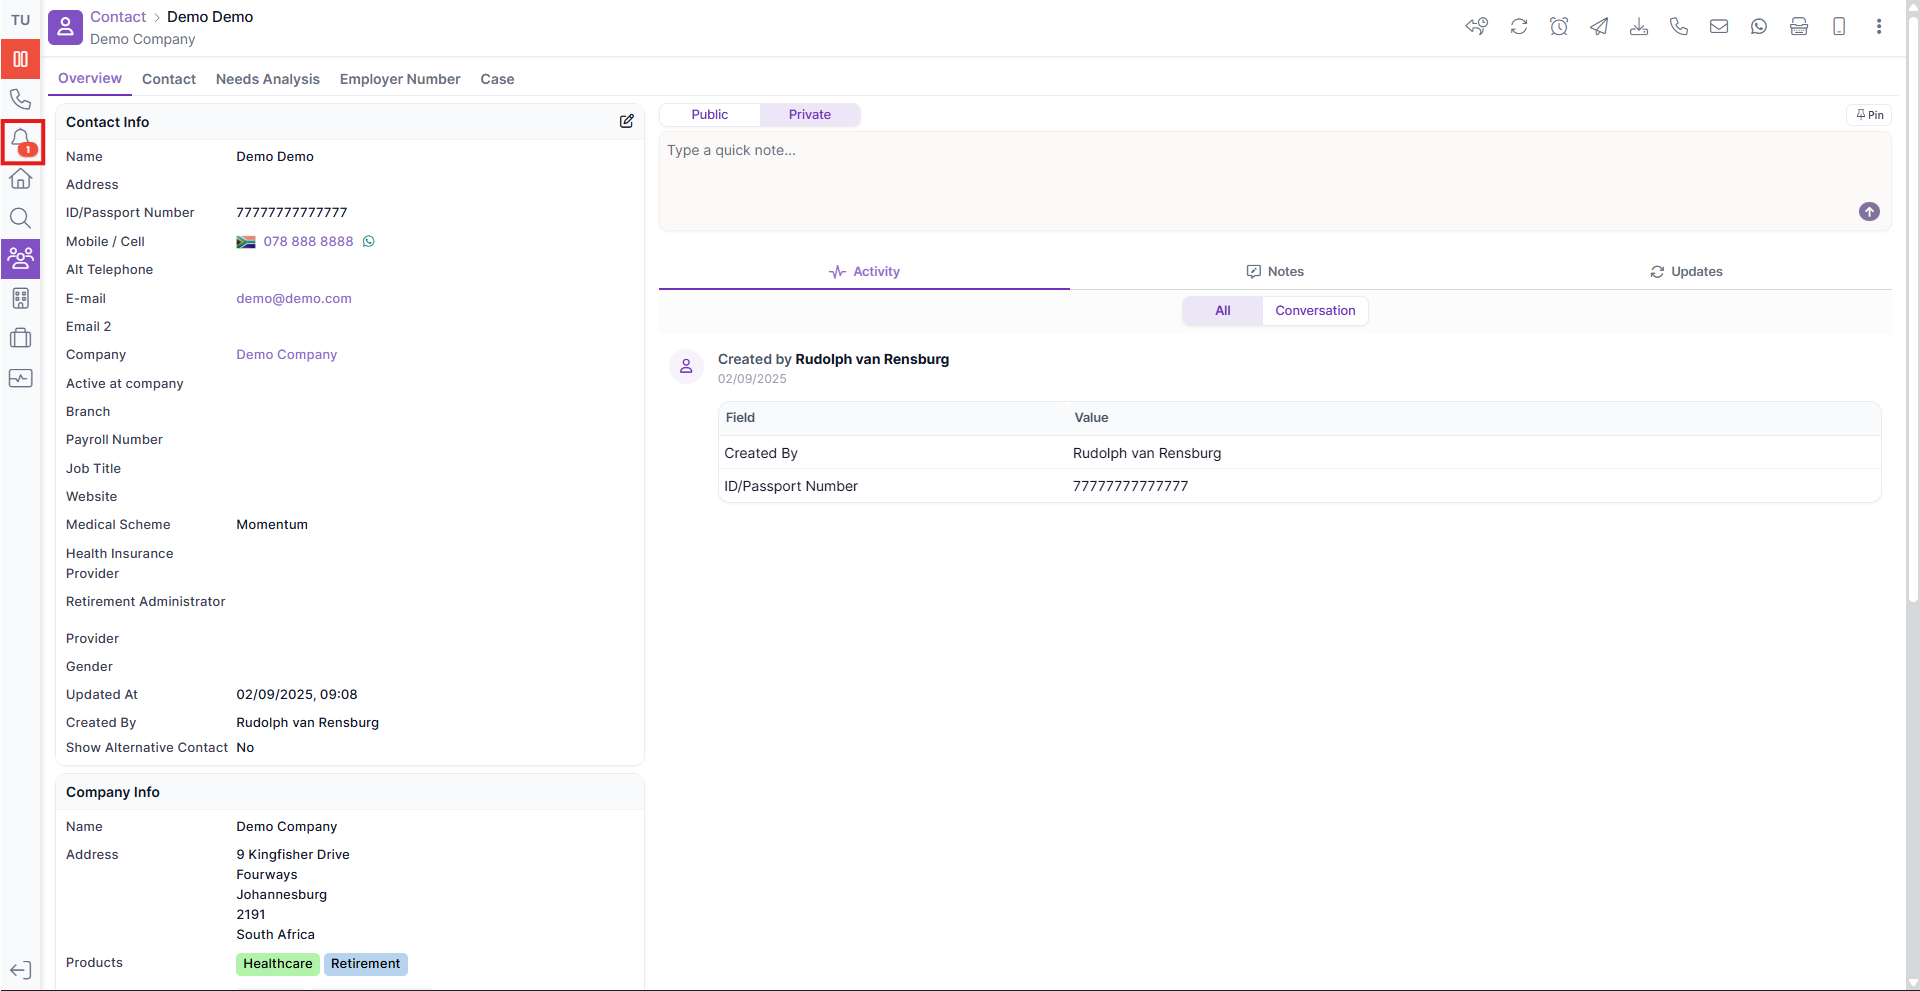 TU
Contact > Demo Demo
Demo Company
Overview Contact Needs Analysis Employer Number Case
1
Contact Info
Name Demo Demo
Address
ID/Passport Number 77777777777777
Mobile / Cell 078 888 8888
Alt Telephone
E-mail demo@demo.com
Email 2
Company Demo Company
Active at company
Branch
Payroll Number
Job Title
Website
Medical Scheme Momentum
Health Insurance
Provider
Retirement Administrator
Provider
Gender
Updated At 02/09/2025, 09:08
Created By Rudolph van Rensburg
Show Alternative Contact No
Company Info
Name Demo Company
Address 9 Kingfisher Drive
Fourways
Johannesburg
2191
South Africa
Products Healthcare Retirement
Public Private
Pin
Type a quick note...
Activity Notes Updates
All Conversation
Created by Rudolph van Rensburg
02/09/2025
Field Value
Created By Rudolph van Rensburg
ID/Passport Number 77777777777777